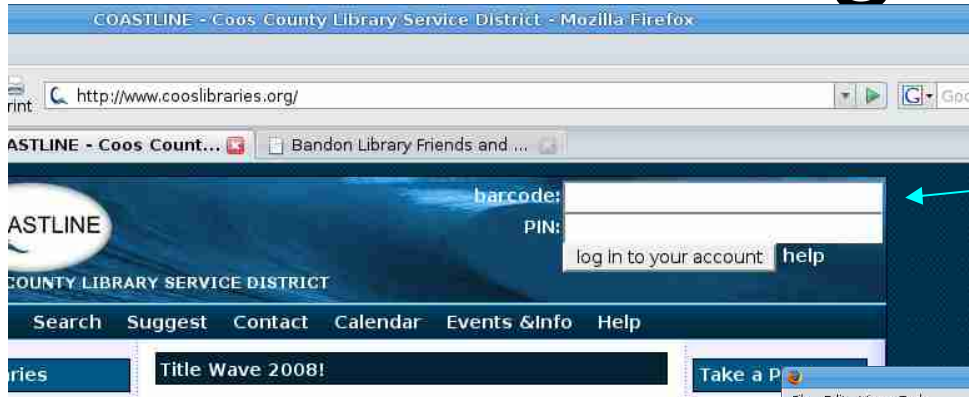 COASTLINE - Coos County Library Service District - Mozilla Firefox
http://www.cooslibraries.org/
rint
ASTLINE - Coos Count... Bandon Library Friends and ...
barcode:
ASTLINE
PIN:
log in to your account help
COUNTY LIBRARY SERVICE DISTRICT
Search Suggest Contact Calendar Events &Info Help
Title Wave 2008!
ries
Take a P